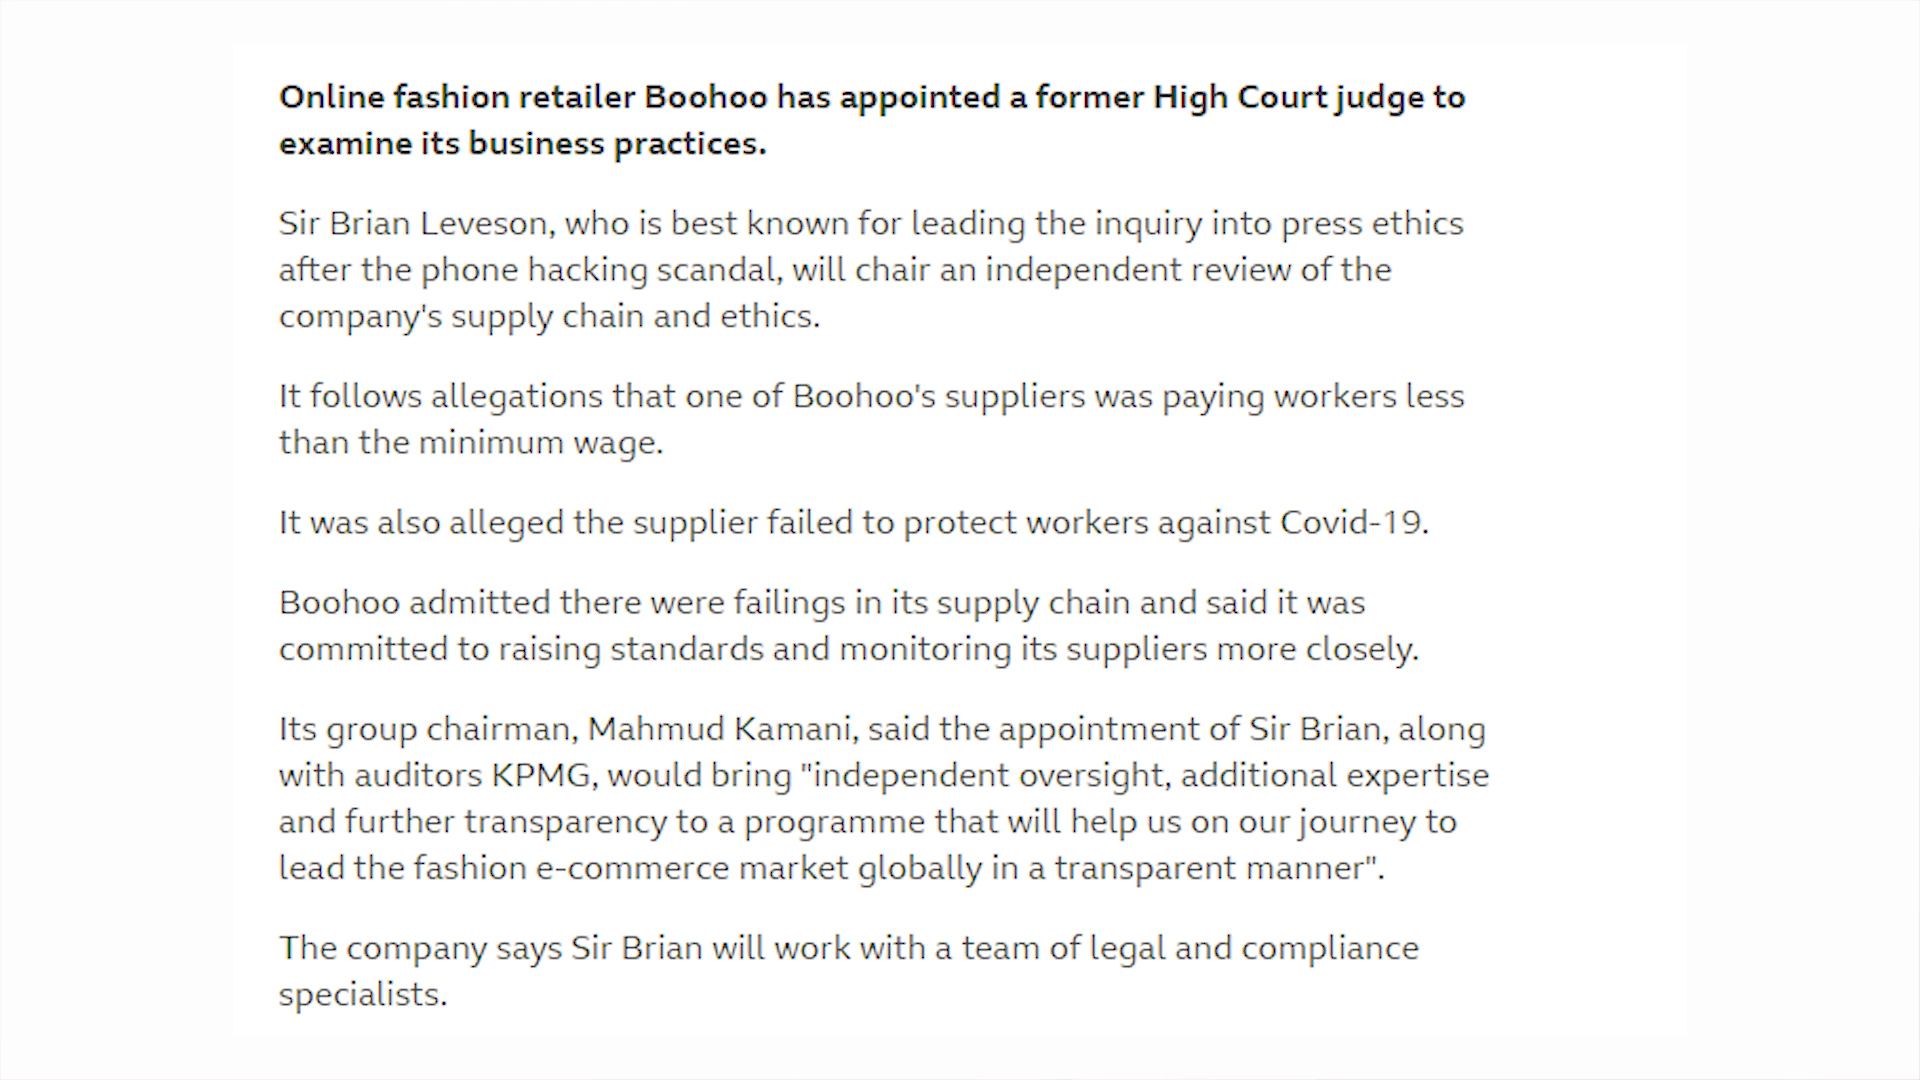 Online fashion retailer Boohoo has appointed a former High Court judge to
examine its business practices.
Sir Brian Leveson, who is best known for leading the inquiry into press ethics
after the phone hacking scandal, will chair an independent review of the
company's supply chain and ethics.
It follows allegations that one of Boohoo's suppliers was paying workers less
than the minimum wage.
It was also alleged the supplier failed to protect workers against Covid-19.
Boohoo admitted there were failings in its supply chain and said it was
committed to raising standards and monitoring its suppliers more closely.
Its group chairman, Mahmud Kamani, said the appointment of Sir Brian, along
with auditors KPMG, would bring "independent oversight, additional expertise
and further transparency to a programme that will help us on our journey to
lead the fashion e-commerce market globally in a transparent manner".
The company says Sir Brian will work with a team of legal and compliance
specialists.